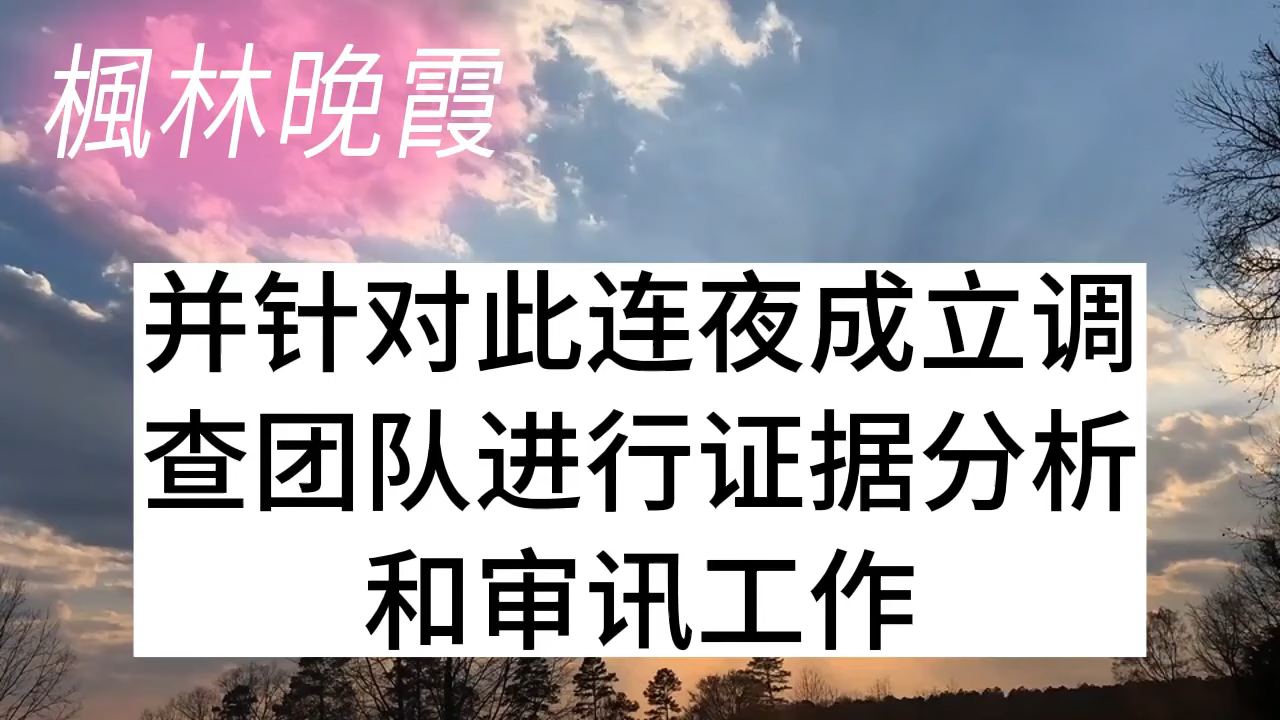 楓林晚霞
并针对此连夜成立调
查团队进行证据分析
和审讯工作